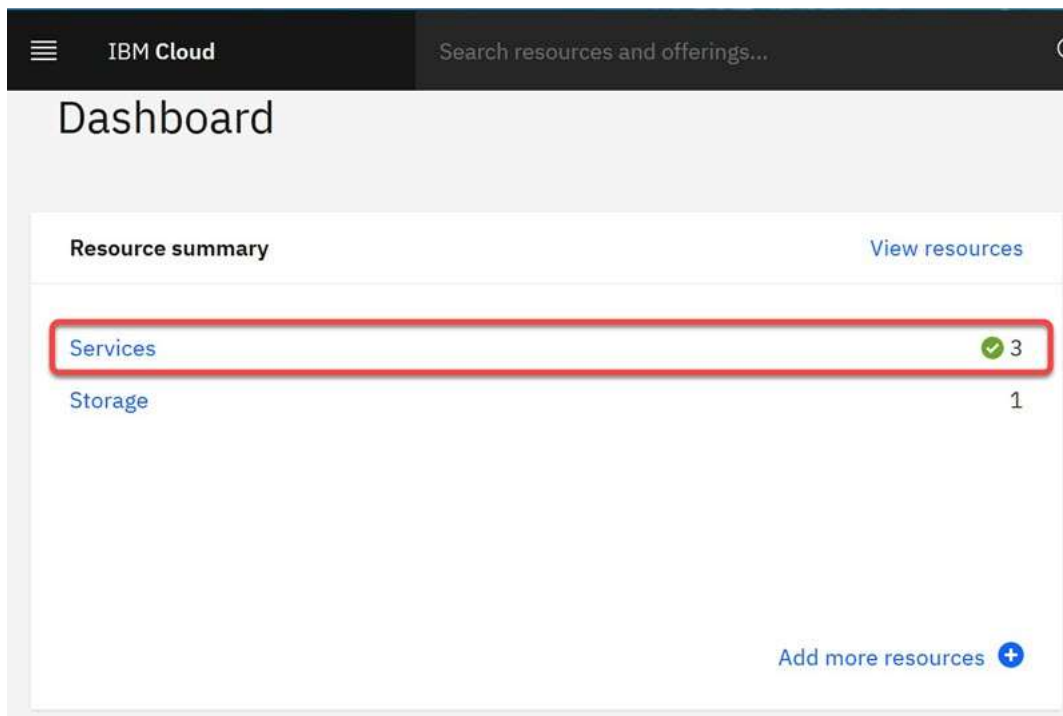 IBM Cloud Search resources and offerings...
Dashboard
Resource summary View resources
Services 3
Storage 1
Add more resources